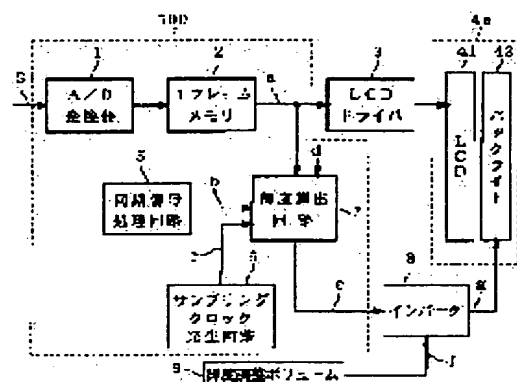 100
4a
1
2
3
41
43
S
A/D
変換器
1フレーム
メモリ
a
LCD
ドライバ
LCD
バックライト
5
同期信号
処理回路
b
d
輝度算出
回路
7
サンプリング
クロック
発生回路
e
8
インバータ
g
f
9
輝度調整ボリューム